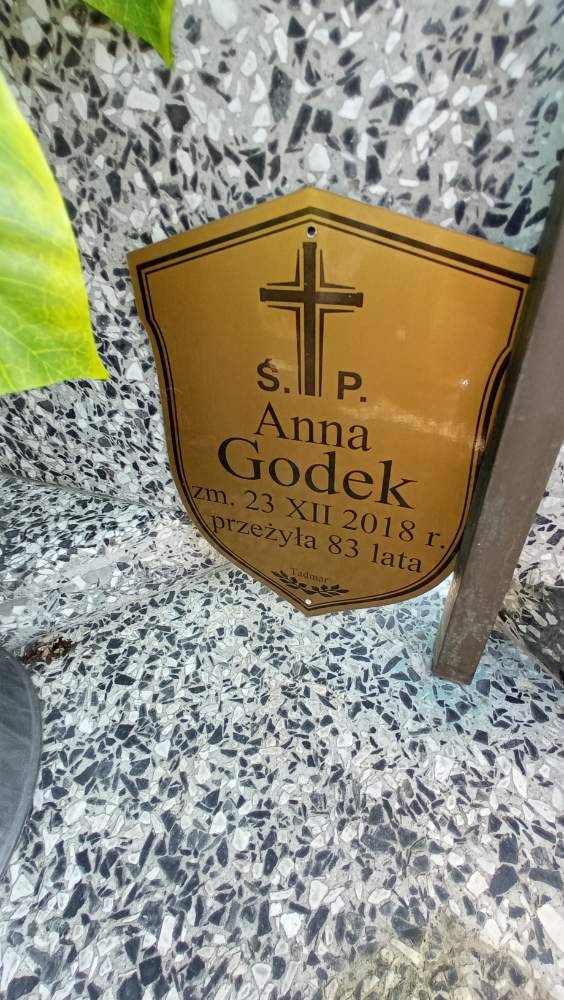 Ś. P.
Anna
Godek
zm. 23 XII 2018 r.
przeżyła 83 lata
Tadmar